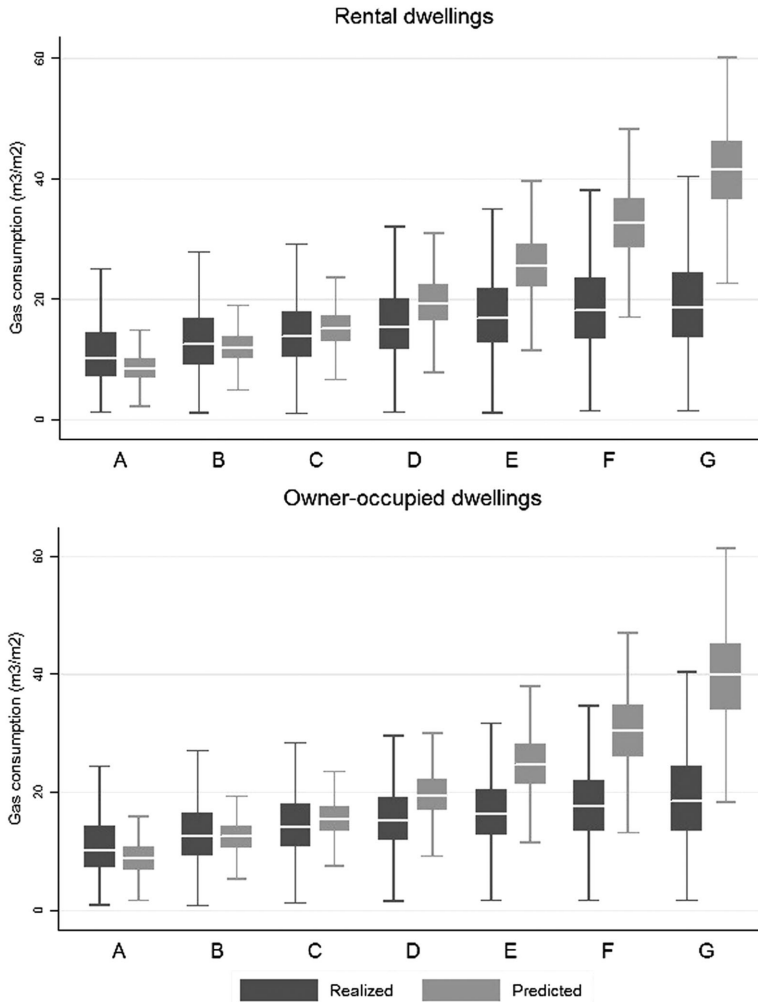 Rental dwellings
Gas consumption (m3/m2)
60
40
20
0
A B C D E F G
Owner-occupied dwellings
Gas consumption (m3/m2)
60
40
20
0
A B C D E F G
Realized Predicted